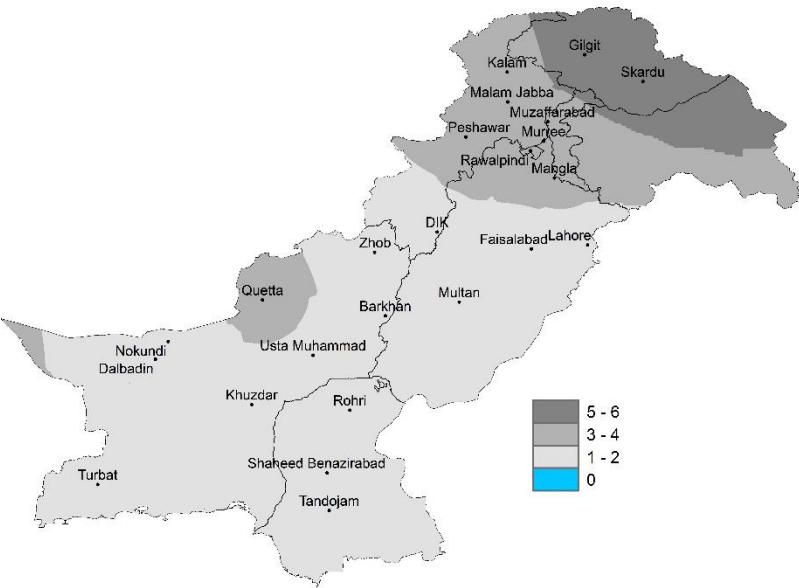 Gilgit
Kalam
Skardu
Malam Jabba
Muzaffarabad
Peshawar
Murree
Rawalpindi
Mangla
DIK
Zhob
Faisalabad
Lahore
Quetta
Multan
Barkhan
Nokundi
Usta Muhammad
Dalbadin
Khuzdar
Rohri
5 - 6
3 - 4
1 - 2
0
Shaheed Benazirabad
Turbat
Tandojam